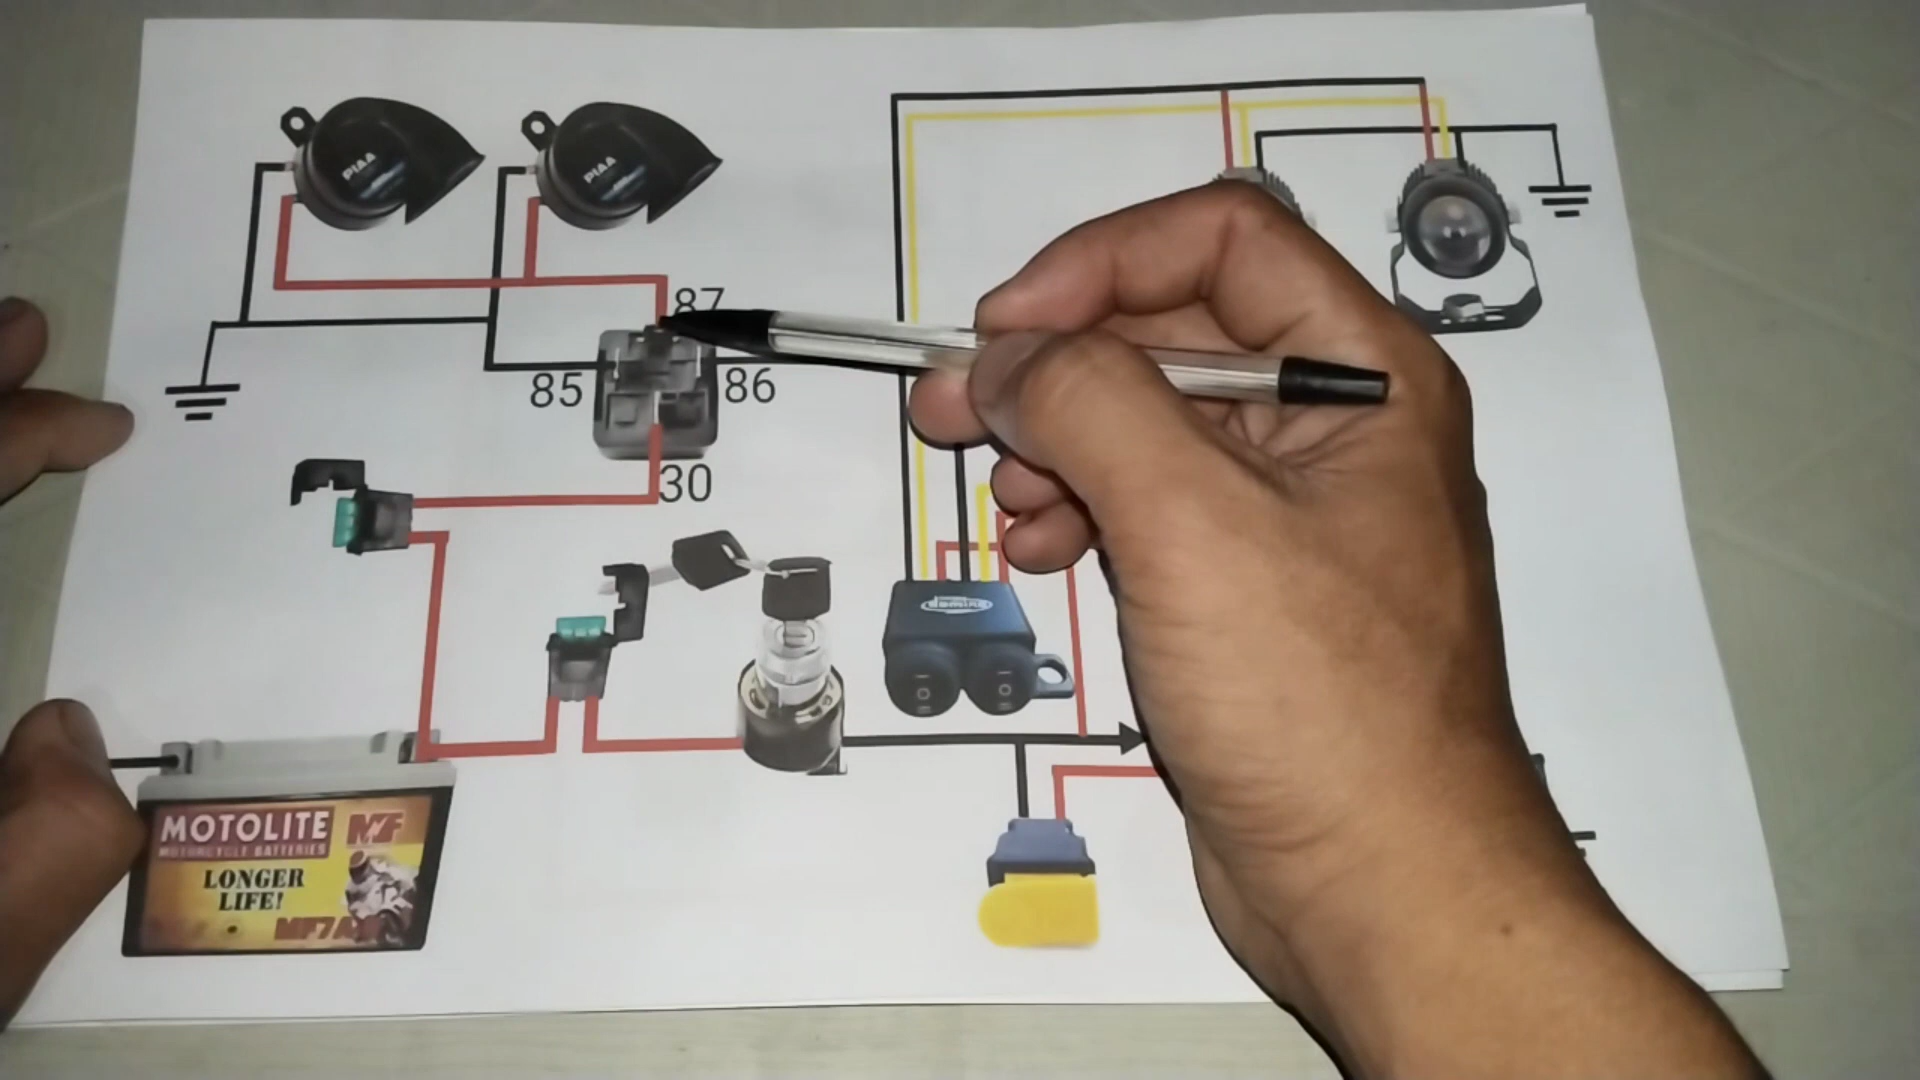 PIAA
PIAA
87
85
86
30
MOTOLITE MF
MOTORCYCLE BATTERIES
LONGER
LIFE!